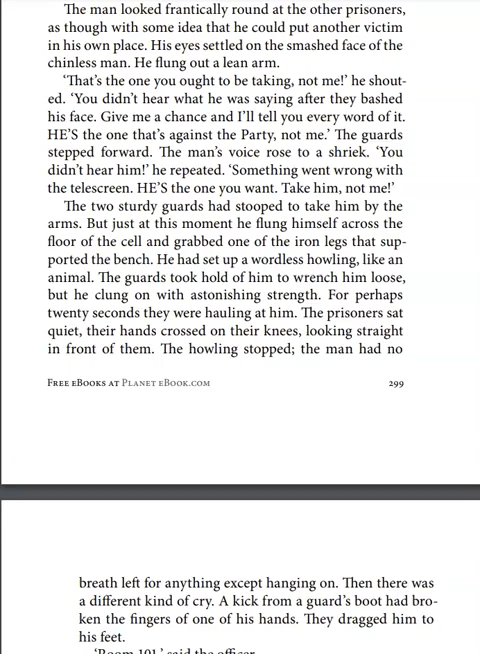 The man looked frantically round at the other prisoners,
as though with some idea that he could put another victim
in his own place. His eyes settled on the smashed face of the
chinless man. He flung out a lean arm.
‘That’s the one you ought to be taking, not me!’ he shout-
ed. ‘You didn’t hear what he was saying after they bashed
his face. Give me a chance and I’ll tell you every word of it.
HE’S the one that’s against the Party, not me.’ The guards
stepped forward. The man’s voice rose to a shriek. ‘You
didn’t hear him!’ he repeated. ‘Something went wrong with
the telescreen. HE’S the one you want. Take him, not me!’
The two sturdy guards had stooped to take him by the
arms. But just at this moment he flung himself across the
floor of the cell and grabbed one of the iron legs that sup-
ported the bench. He had set up a wordless howling, like an
animal. The guards took hold of him to wrench him loose,
but he clung on with astonishing strength. For perhaps
twenty seconds they were hauling at him. The prisoners sat
quiet, their hands crossed on their knees, looking straight
in front of them. The howling stopped; the man had no
Free eBooks at Planet eBook.com 299
breath left for anything except hanging on. Then there was
a different kind of cry. A kick from a guard’s boot had bro-
ken the fingers of one of his hands. They dragged him to
his feet.
‘Room 101,’ said the officer.